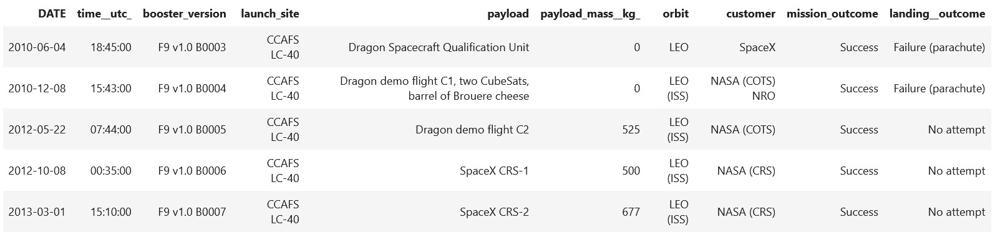 DATE time__utc_ booster_version launch_site payload payload_mass__kg_ orbit customer mission_outcome landing__outcome
2010-06-04 18:45:00 F9 v1.0 B0003 CCAFS LC-40 Dragon Spacecraft Qualification Unit 0 LEO SpaceX Success Failure (parachute)
2010-12-08 15:43:00 F9 v1.0 B0004 CCAFS LC-40 Dragon demo flight C1, two CubeSats, barrel of Brouere cheese 0 LEO (ISS) NASA (COTS) NRO Success Failure (parachute)
2012-05-22 07:44:00 F9 v1.0 B0005 CCAFS LC-40 Dragon demo flight C2 525 LEO (ISS) NASA (COTS) Success No attempt
2012-10-08 00:35:00 F9 v1.0 B0006 CCAFS LC-40 SpaceX CRS-1 500 LEO (ISS) NASA (CRS) Success No attempt
2013-03-01 15:10:00 F9 v1.0 B0007 CCAFS LC-40 SpaceX CRS-2 677 LEO (ISS) NASA (CRS) Success No attempt